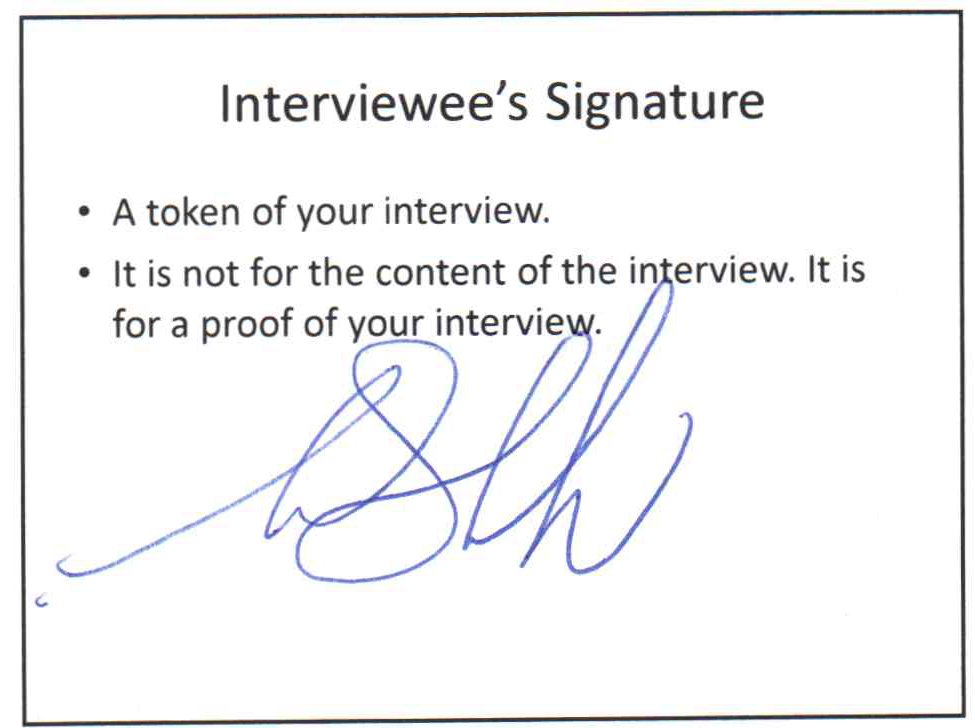 Interviewee's Signature
• A token of your interview.
• It is not for the content of the interview. It is
for a proof of your interview.